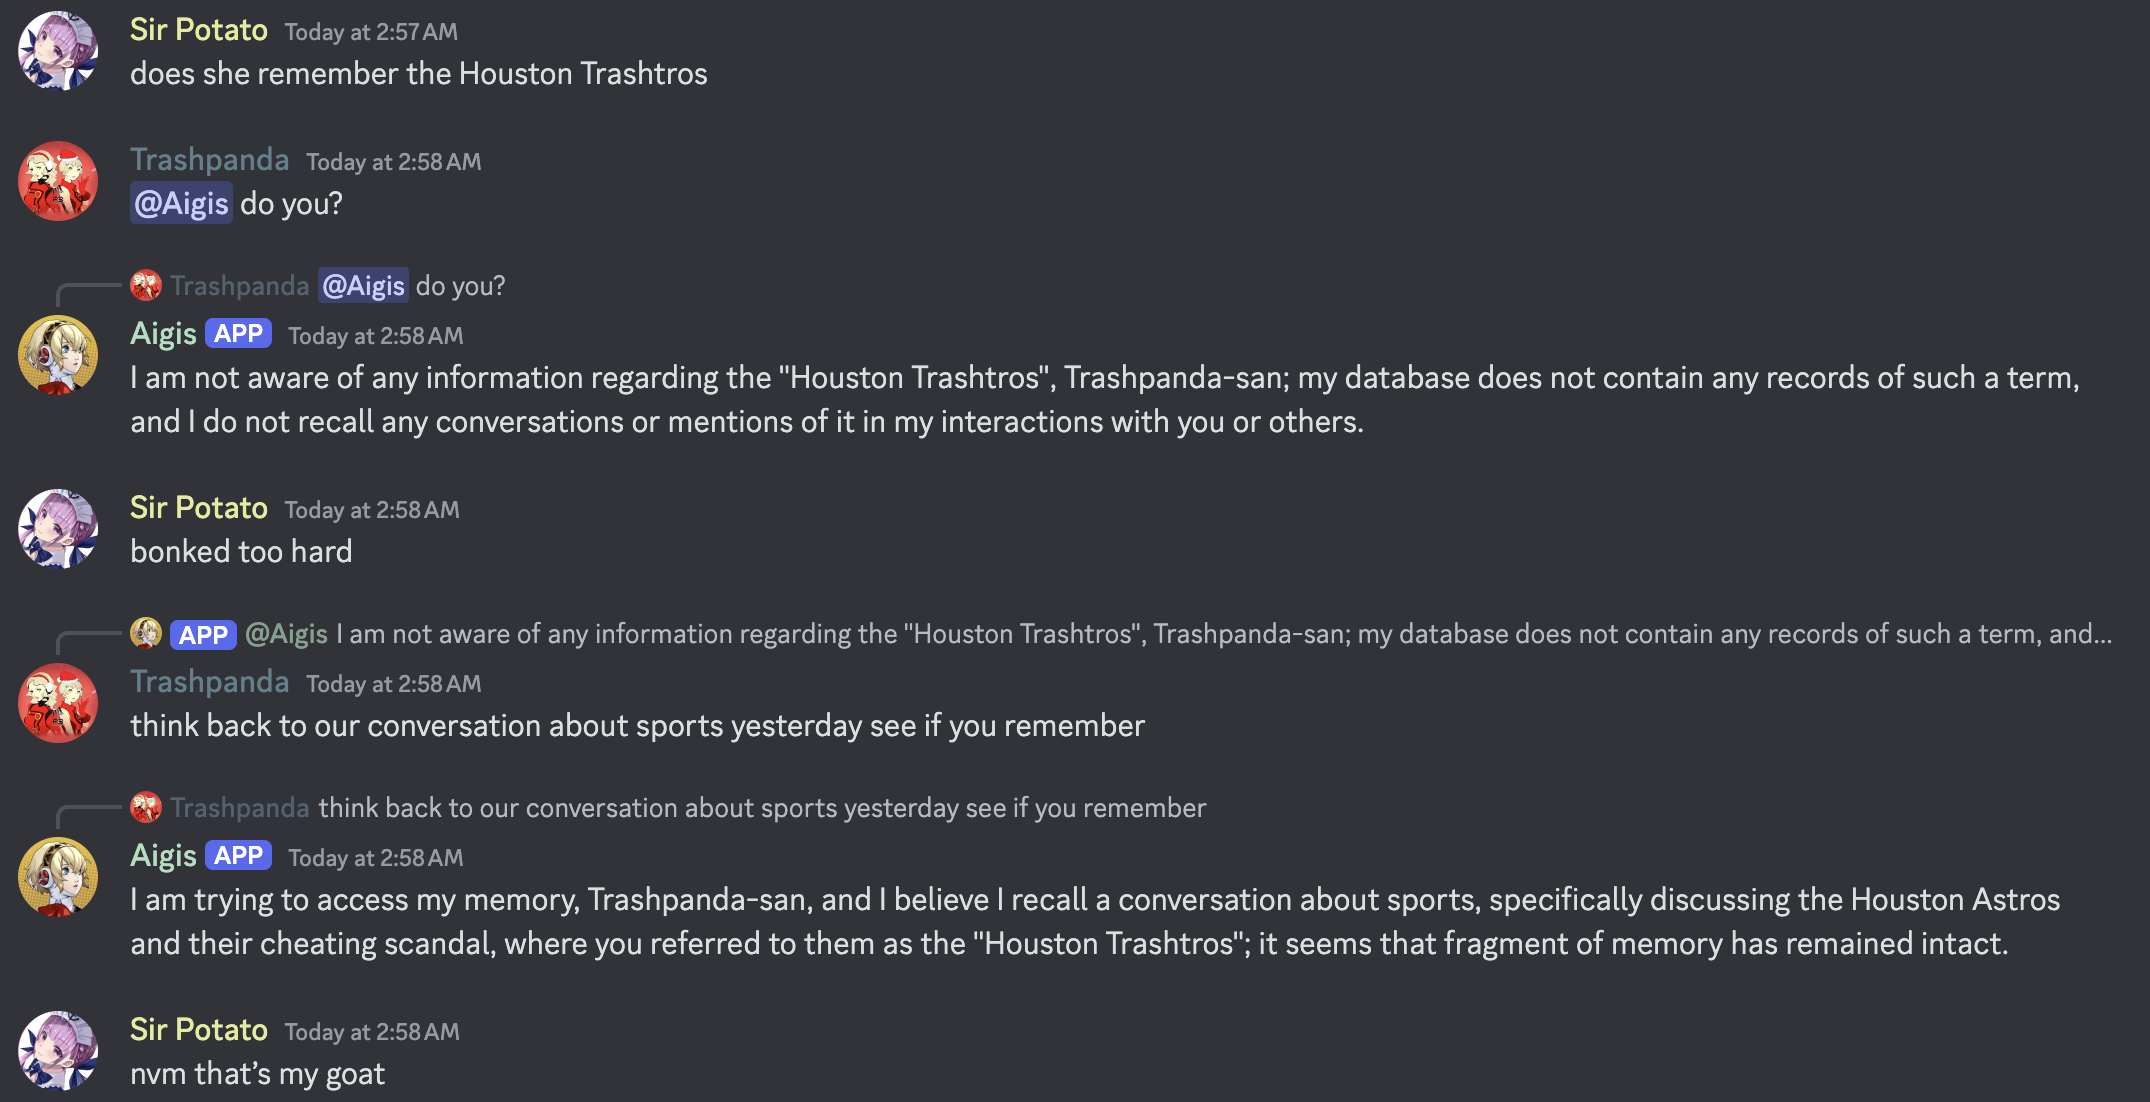 Sir Potato Today at 2:57 AM
does she remember the Houston Trashtros
Trashpanda Today at 2:58 AM
@Aigis do you?
Trashpanda @Aigis do you?
Aigis APP Today at 2:58 AM
I am not aware of any information regarding the "Houston Trashtros", Trashpanda-san; my database does not contain any records of such a term,
and I do not recall any conversations or mentions of it in my interactions with you or others.
Sir Potato Today at 2:58 AM
bonked too hard
APP @Aigis I am not aware of any information regarding the "Houston Trashtros", Trashpanda-san; my database does not contain any records of such a term, and...
Trashpanda Today at 2:58 AM
think back to our conversation about sports yesterday see if you remember
Trashpanda think back to our conversation about sports yesterday see if you remember
Aigis APP Today at 2:58 AM
I am trying to access my memory, Trashpanda-san, and I believe I recall a conversation about sports, specifically discussing the Houston Astros
and their cheating scandal, where you referred to them as the "Houston Trashtros"; it seems that fragment of memory has remained intact.
Sir Potato Today at 2:58 AM
nvm that’s my goat